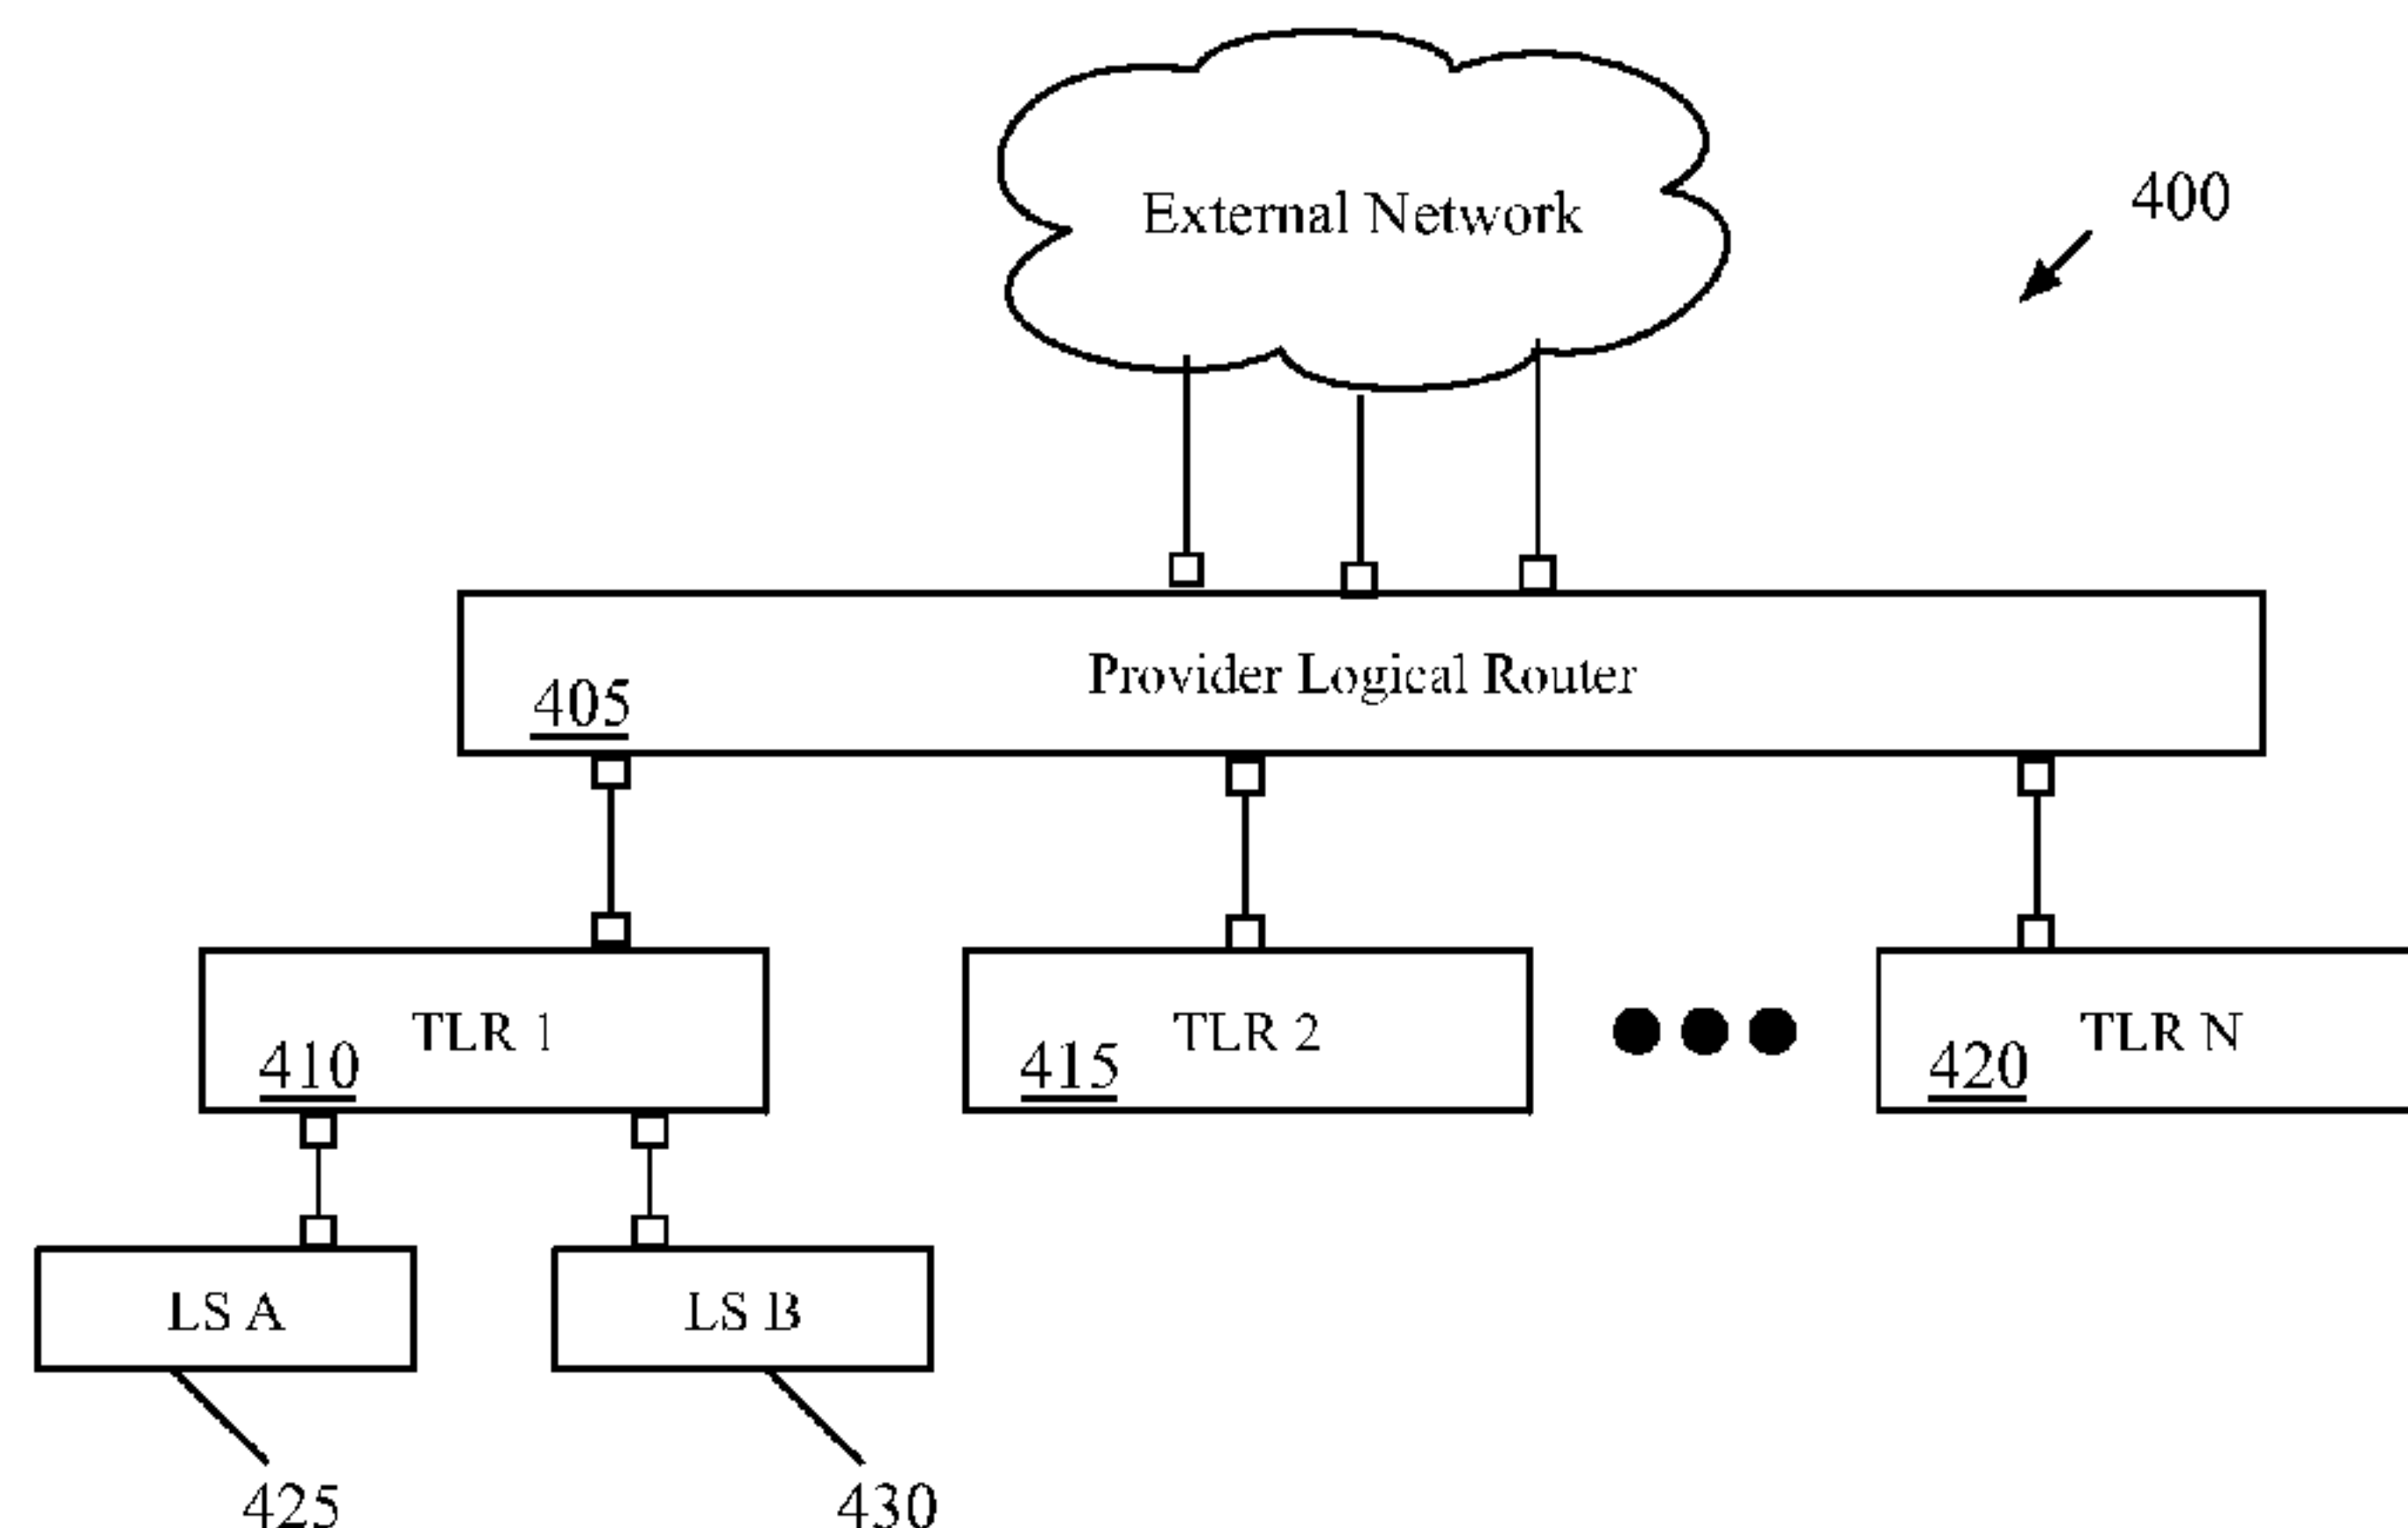 External Network
400
Provider Logical Router
405
TLR 1
410
TLR 2
415
TLR N
420
LS A
LS B
425
430